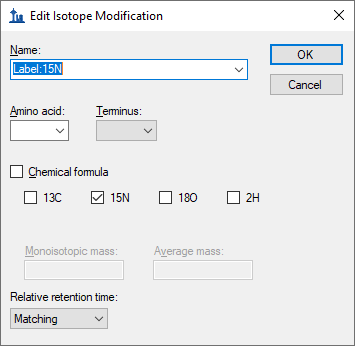 Edit Isotope Modification
Name:
Label:15N
OK
Cancel
Amino acid:
Terminus:
Chemical formula
13C
15N
18O
2H
Monoisotopic mass:
Average mass:
Relative retention time:
Matching